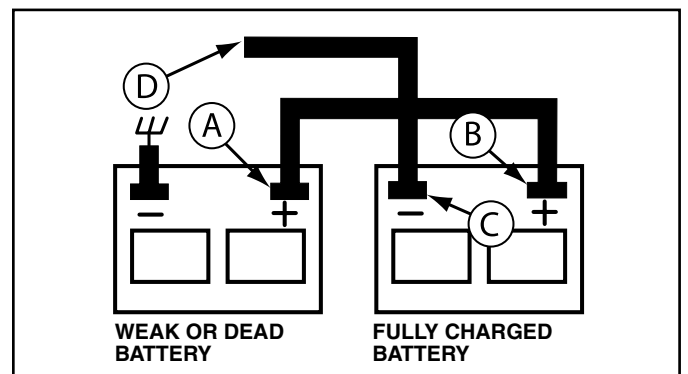 D
A
B
C
− + − +
WEAK OR DEAD
BATTERY
FULLY CHARGED
BATTERY